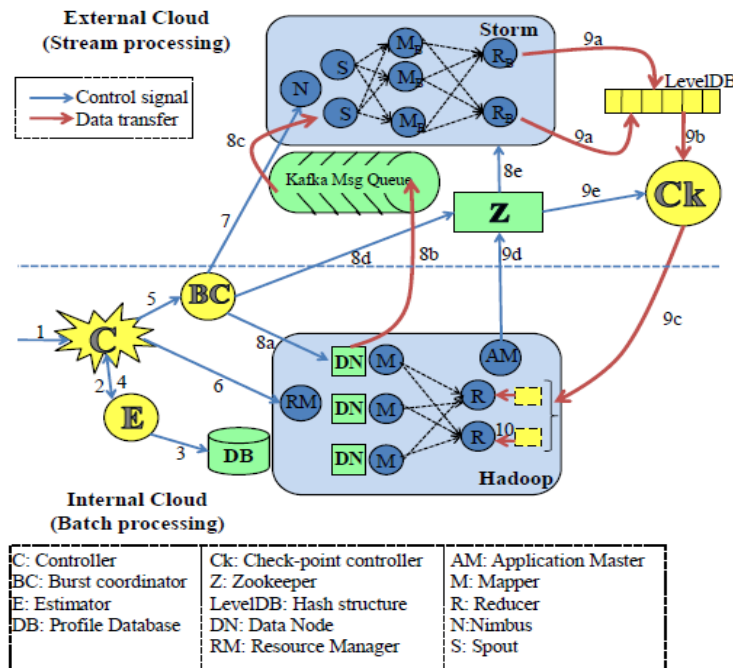 External Cloud
(Stream processing)
Control signal
Data transfer
Storm
N
S
S
M_B
M_B
M_B
R_B
R_B
9a
9a
LevelDB
9b
Ck
8c
Kafka Msg Queue
7
8e
Z
9e
8d
8b
9d
9c
1
C
5
BC
2
4
6
8a
E
3
DB
RM
DN
DN
DN
M
M
M
AM
R
R
10
Hadoop
Internal Cloud
(Batch processing)
C: Controller
BC: Burst coordinator
E: Estimator
DB: Profile Database
Ck: Check-point controller
Z: Zookeeper
LevelDB: Hash structure
DN: Data Node
RM: Resource Manager
AM: Application Master
M: Mapper
R: Reducer
N:Nimbus
S: Spout